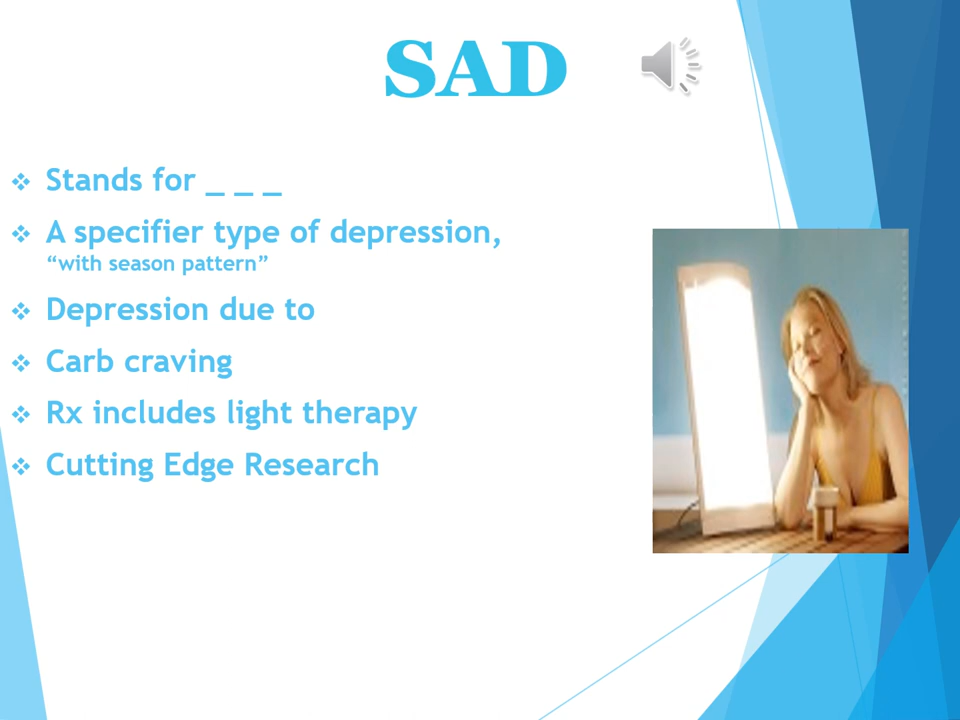 SAD
Stands for _ _ _
A specifier type of depression,
“with season pattern”
Depression due to
Carb craving
Rx includes light therapy
Cutting Edge Research